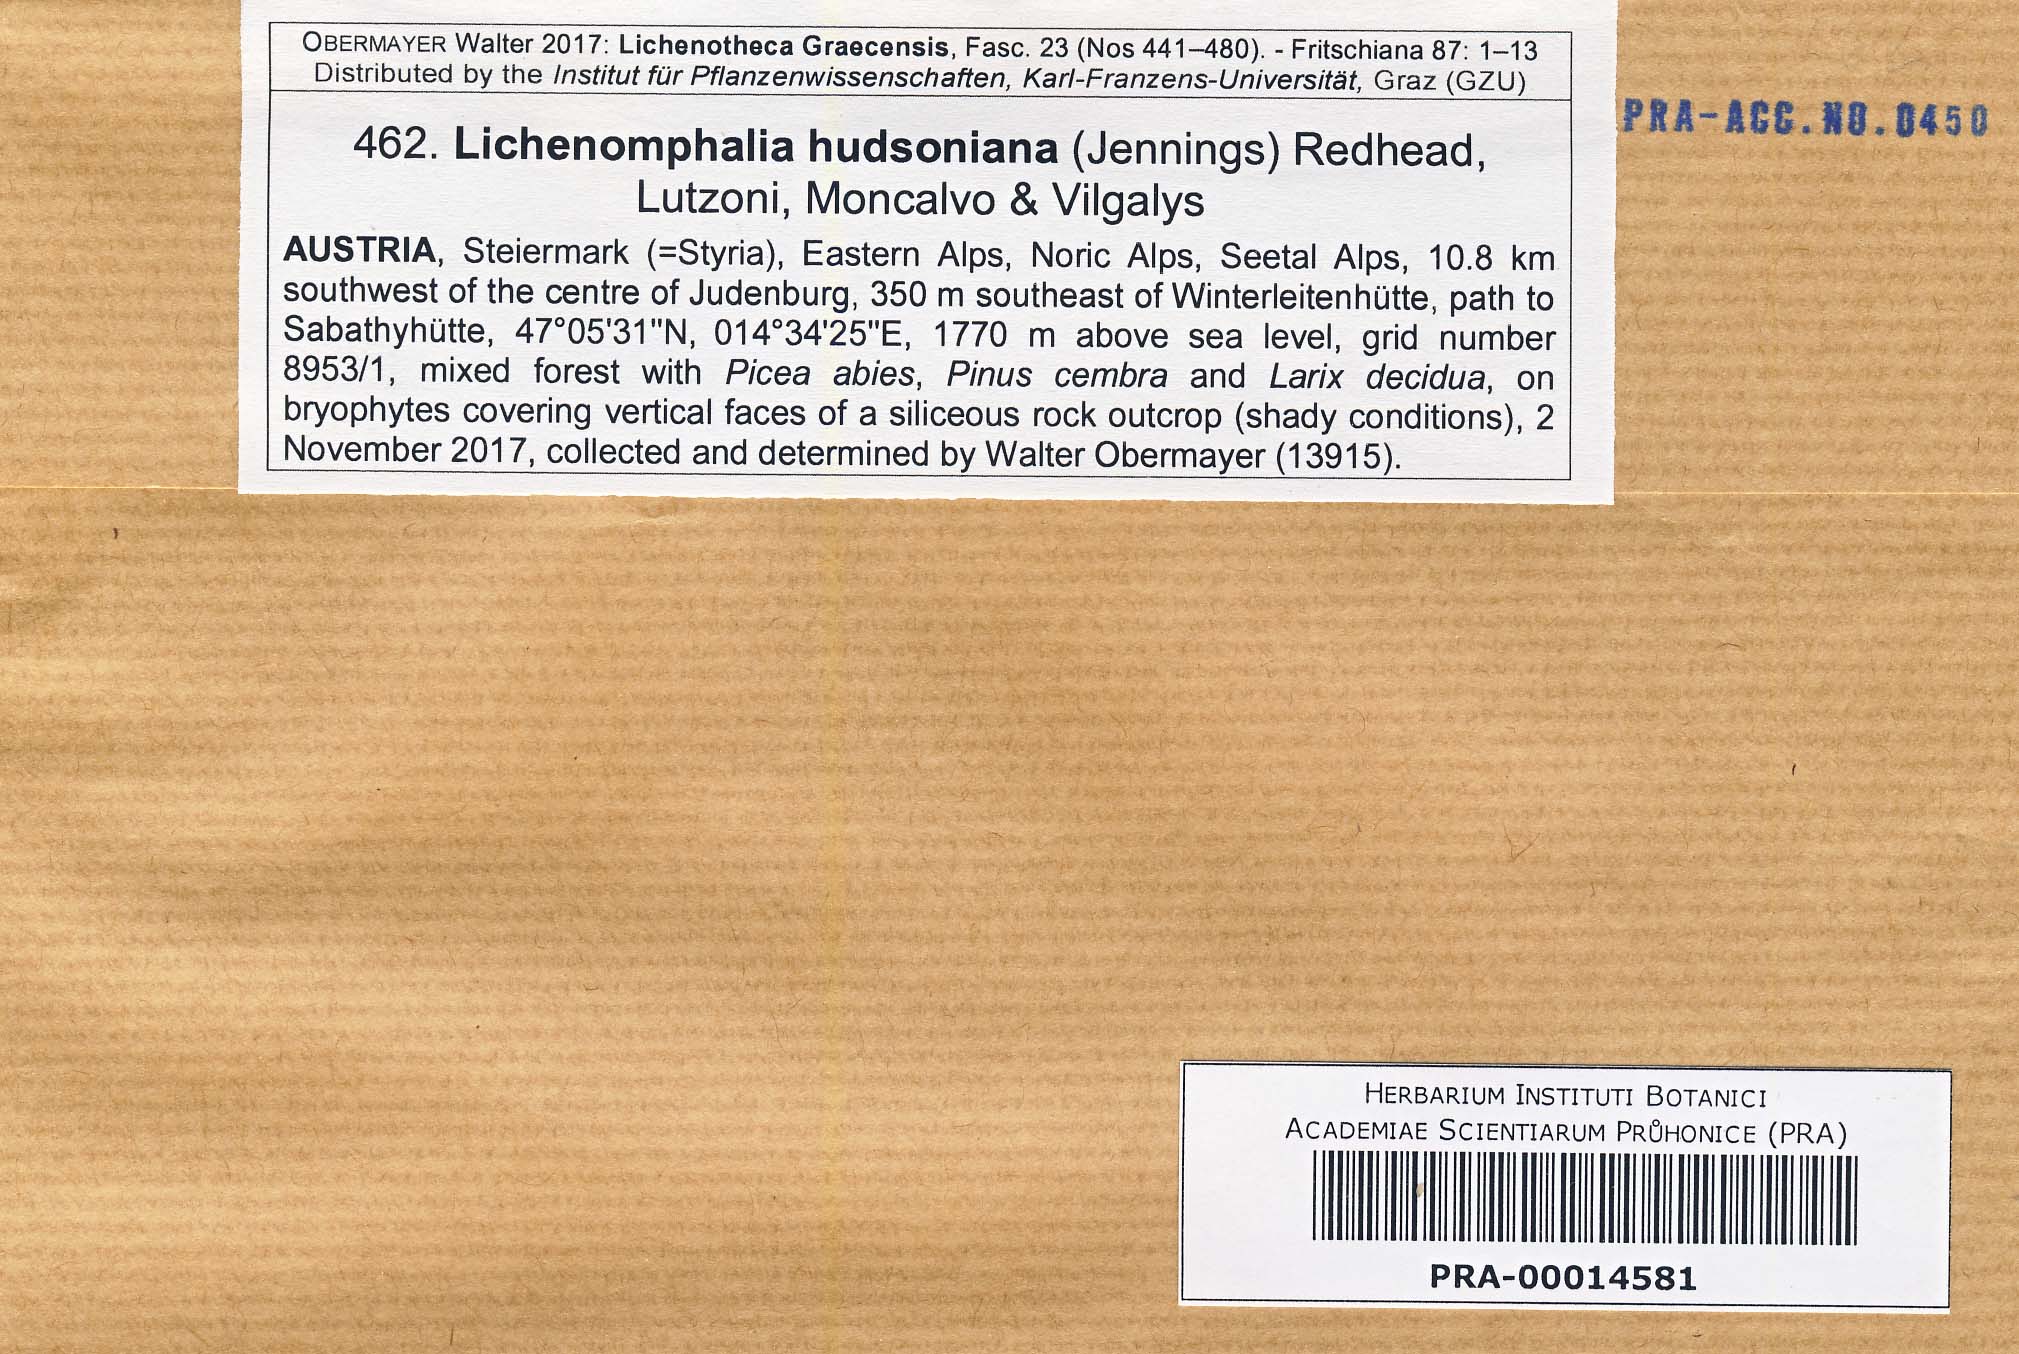 OBERMAYER Walter 2017: Lichenotheca Graecensis, Fasc. 23 (Nos 441–480). - Fritschiana 87: 1–13
Distributed by the Institut für Pflanzenwissenschaften, Karl-Franzens-Universität, Graz (GZU)
PRA-ACC.NO.0450
462. Lichenomphalia hudsoniana (Jennings) Redhead,
Lutzoni, Moncalvo & Vilgalys
AUSTRIA, Steiermark (=Styria), Eastern Alps, Noric Alps, Seetal Alps, 10.8 km
southwest of the centre of Judenburg, 350 m southeast of Winterleitenhütte, path to
Sabathyhütte, 47°05'31"N, 014°34'25"E, 1770 m above sea level, grid number
8953/1, mixed forest with Picea abies, Pinus cembra and Larix decidua, on
bryophytes covering vertical faces of a siliceous rock outcrop (shady conditions), 2
November 2017, collected and determined by Walter Obermayer (13915).
HERBARIUM INSTITUTI BOTANICI
ACADEMIAE SCIENTIARUM PRŮHONICE (PRA)
PRA-00014581